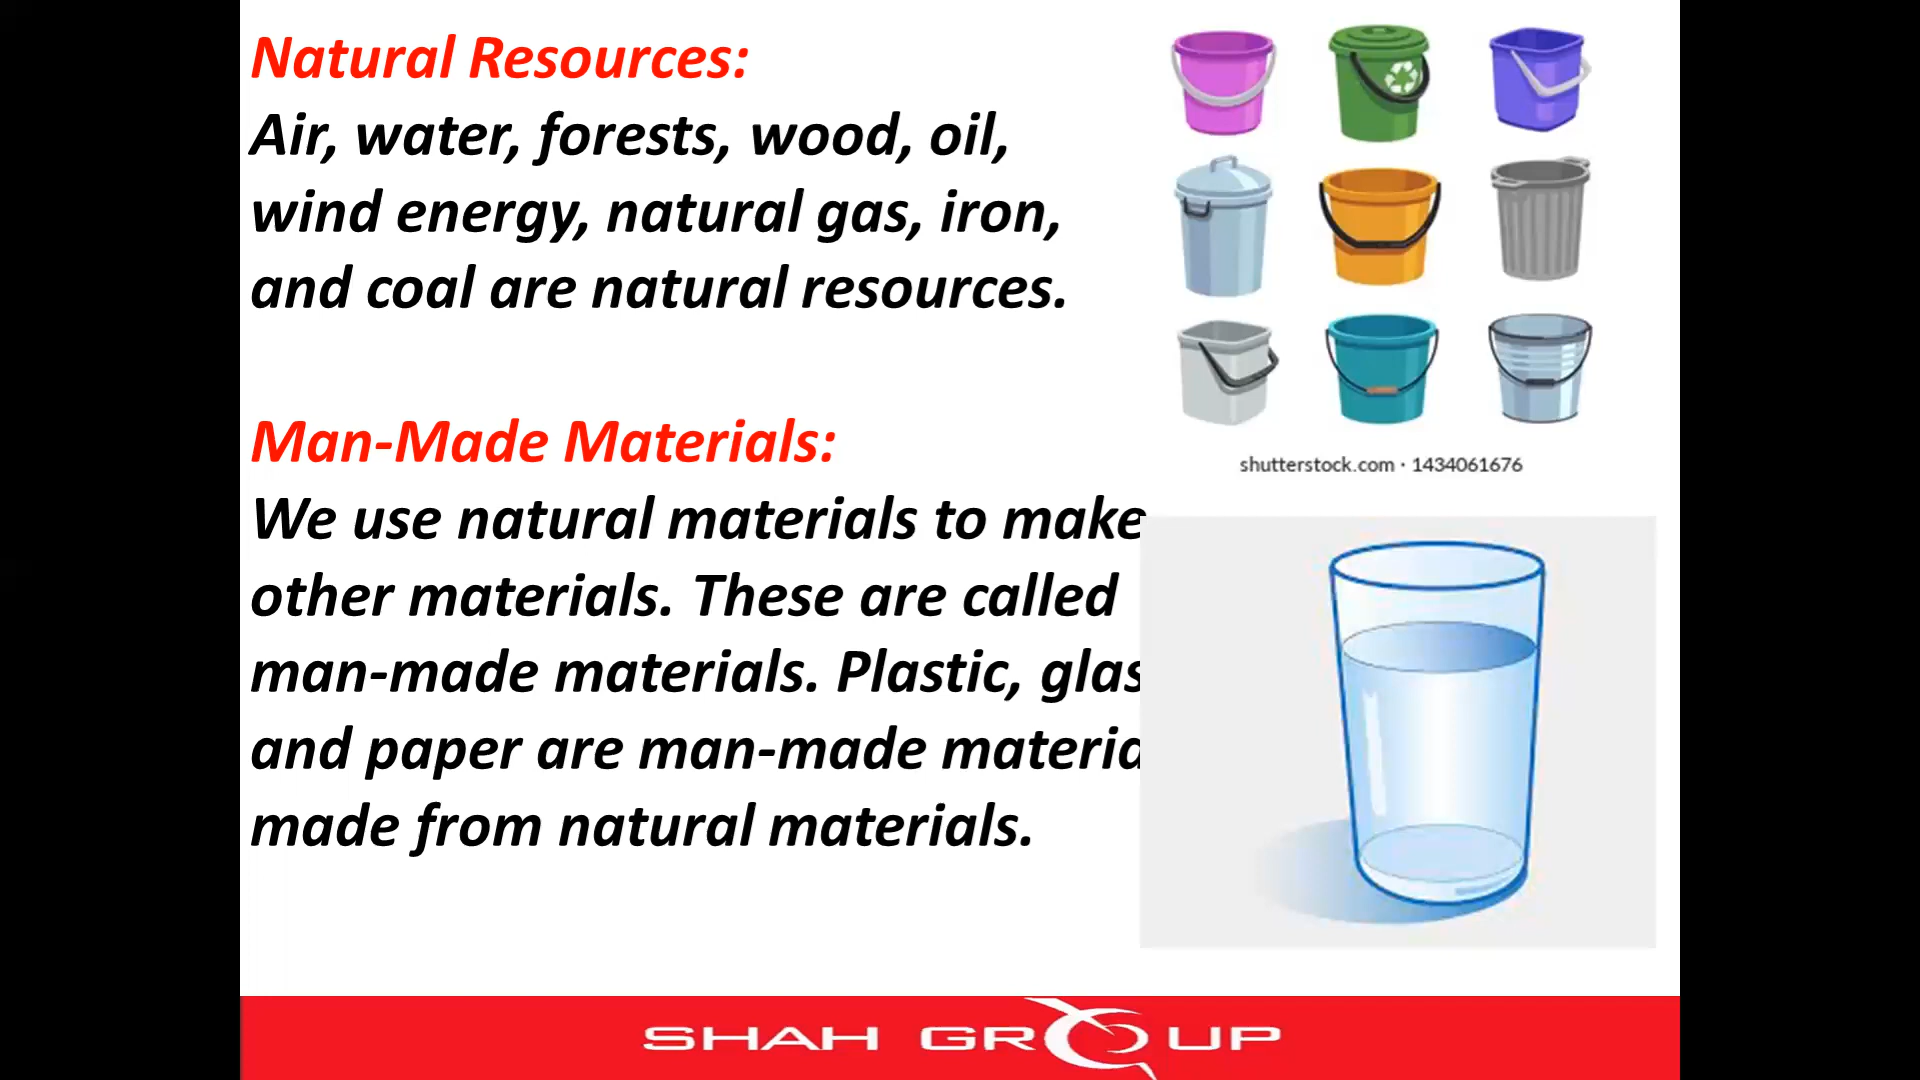 Natural Resources:
Air, water, forests, wood, oil,
wind energy, natural gas, iron,
and coal are natural resources.
Man-Made Materials:
We use natural materials to make
other materials. These are called
man-made materials. Plastic, glas
and paper are man-made materia
made from natural materials.
shutterstock.com · 1434061676
SHAH GROUP